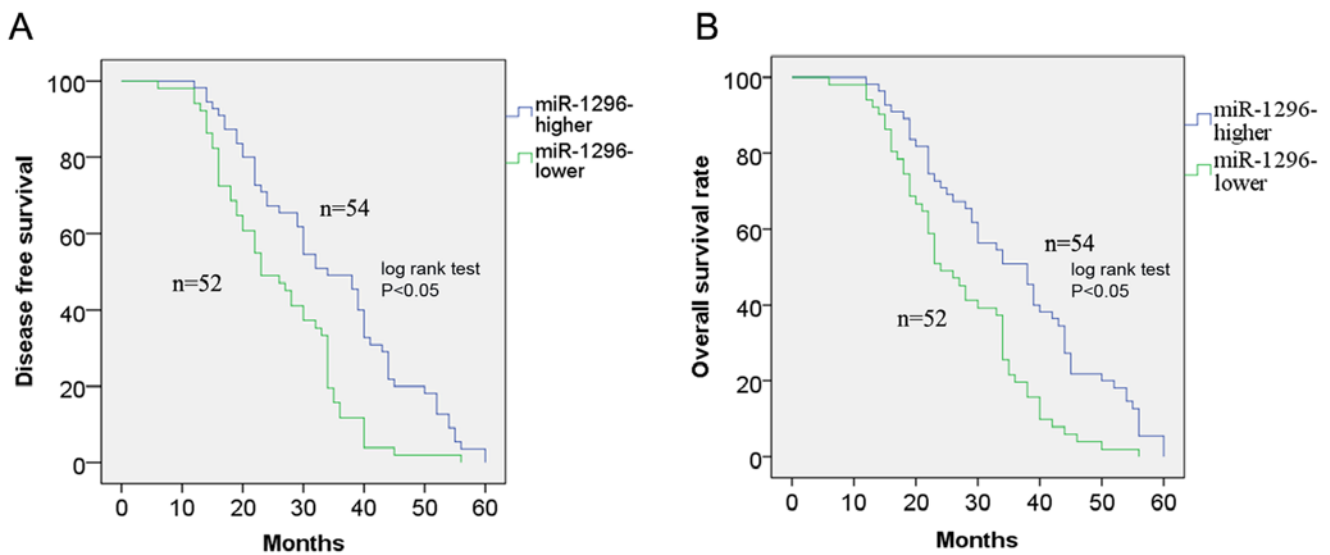 A
Disease free survival
100
80
60
40
20
0
0 10 20 30 40 50 60
Months
miR-1296-
higher
miR-1296-
lower
n=54
n=52
log rank test
P<0.05
B
Overall survival rate
100
80
60
40
20
0
0 10 20 30 40 50 60
Months
miR-1296-
higher
miR-1296-
lower
n=54
log rank test
P<0.05
n=52